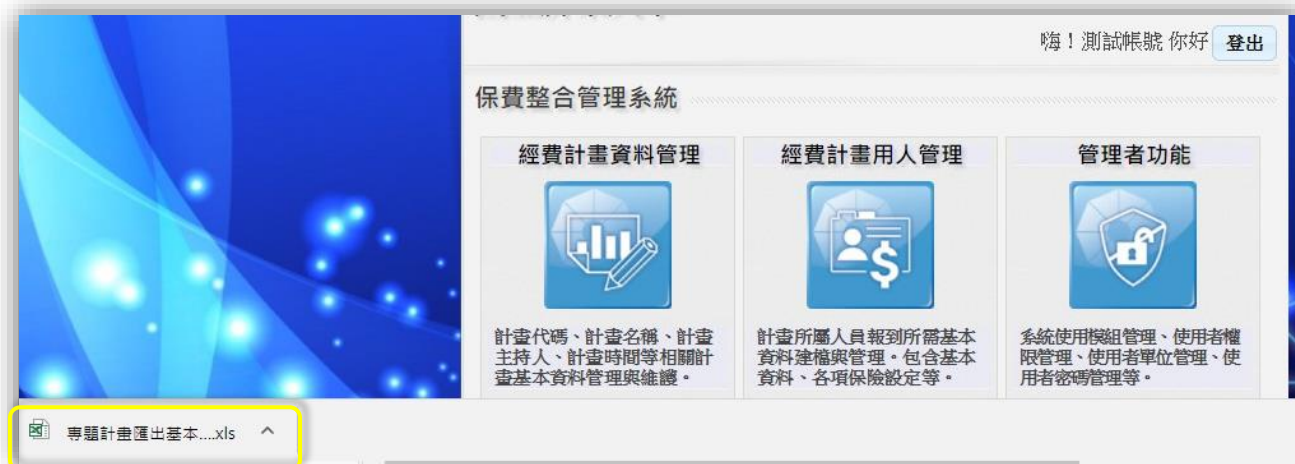 嗨！測試帳號 你好 登出
保費整合管理系統
經費計畫資料管理
計畫代碼、計畫名稱、計畫
主持人、計畫時間等相關計
畫基本資料管理與維護。
經費計畫用人管理
計畫所屬人員報到所需基本
資料建檔與管理。包含基本
資料、各項保險設定等。
管理者功能
系統使用模組管理、使用者權
限管理、使用者單位管理、使
用者密碼管理等。
專題計畫匯出基本....xls